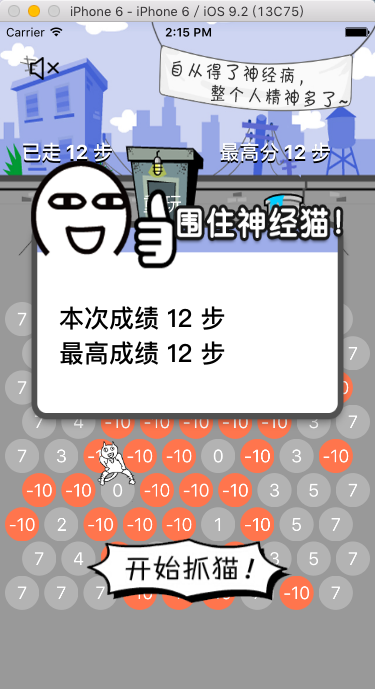 iPhone 6 - iPhone 6 / iOS 9.2 (13C75)
Carrier 2:15 PM
自从得了神经病，
整个人精神多了~
已走 12 步 最高分 12 步
玩
围住神经猫！
本次成绩 12 步
最高成绩 12 步
7
7
7
7 4 -10 -10 -10 -10 -10 3 7
7 3 -10 -10 0 -10 3 -10
-10 -10 0 -10 -10 -10 3 5 7
-10 2 -10 -10 -10 1 -10 5 7
7 4 5 7
开始抓猫！
7 7 7 -10 7